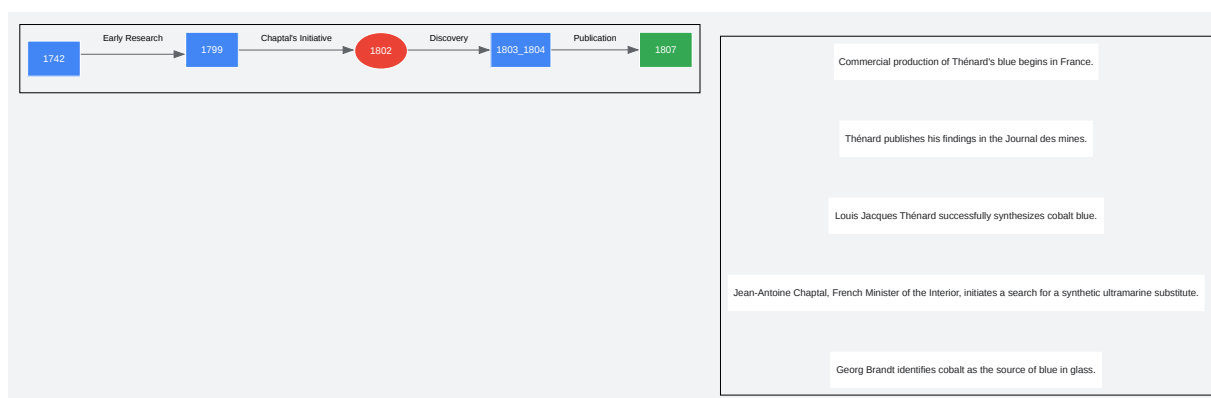 Early Research
Chaptal's Initiative
Discovery
Publication
1742
1799
1802
1803_1804
1807
Commercial production of Thénard's blue begins in France.
Thénard publishes his findings in the Journal des mines.
Louis Jacques Thénard successfully synthesizes cobalt blue.
Jean-Antoine Chaptal, French Minister of the Interior, initiates a search for a synthetic ultramarine substitute.
Georg Brandt identifies cobalt as the source of blue in glass.